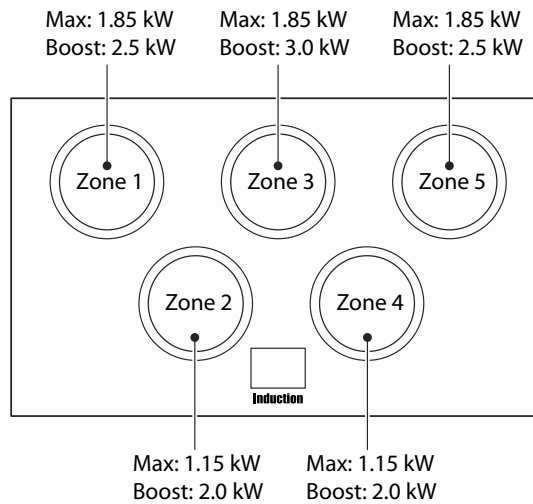 Max: 1.85 kW
Boost: 2.5 kW
Max: 1.85 kW
Boost: 3.0 kW
Max: 1.85 kW
Boost: 2.5 kW
Zone 1
Zone 3
Zone 5
Zone 2
Zone 4
Induction
Max: 1.15 kW
Boost: 2.0 kW
Max: 1.15 kW
Boost: 2.0 kW